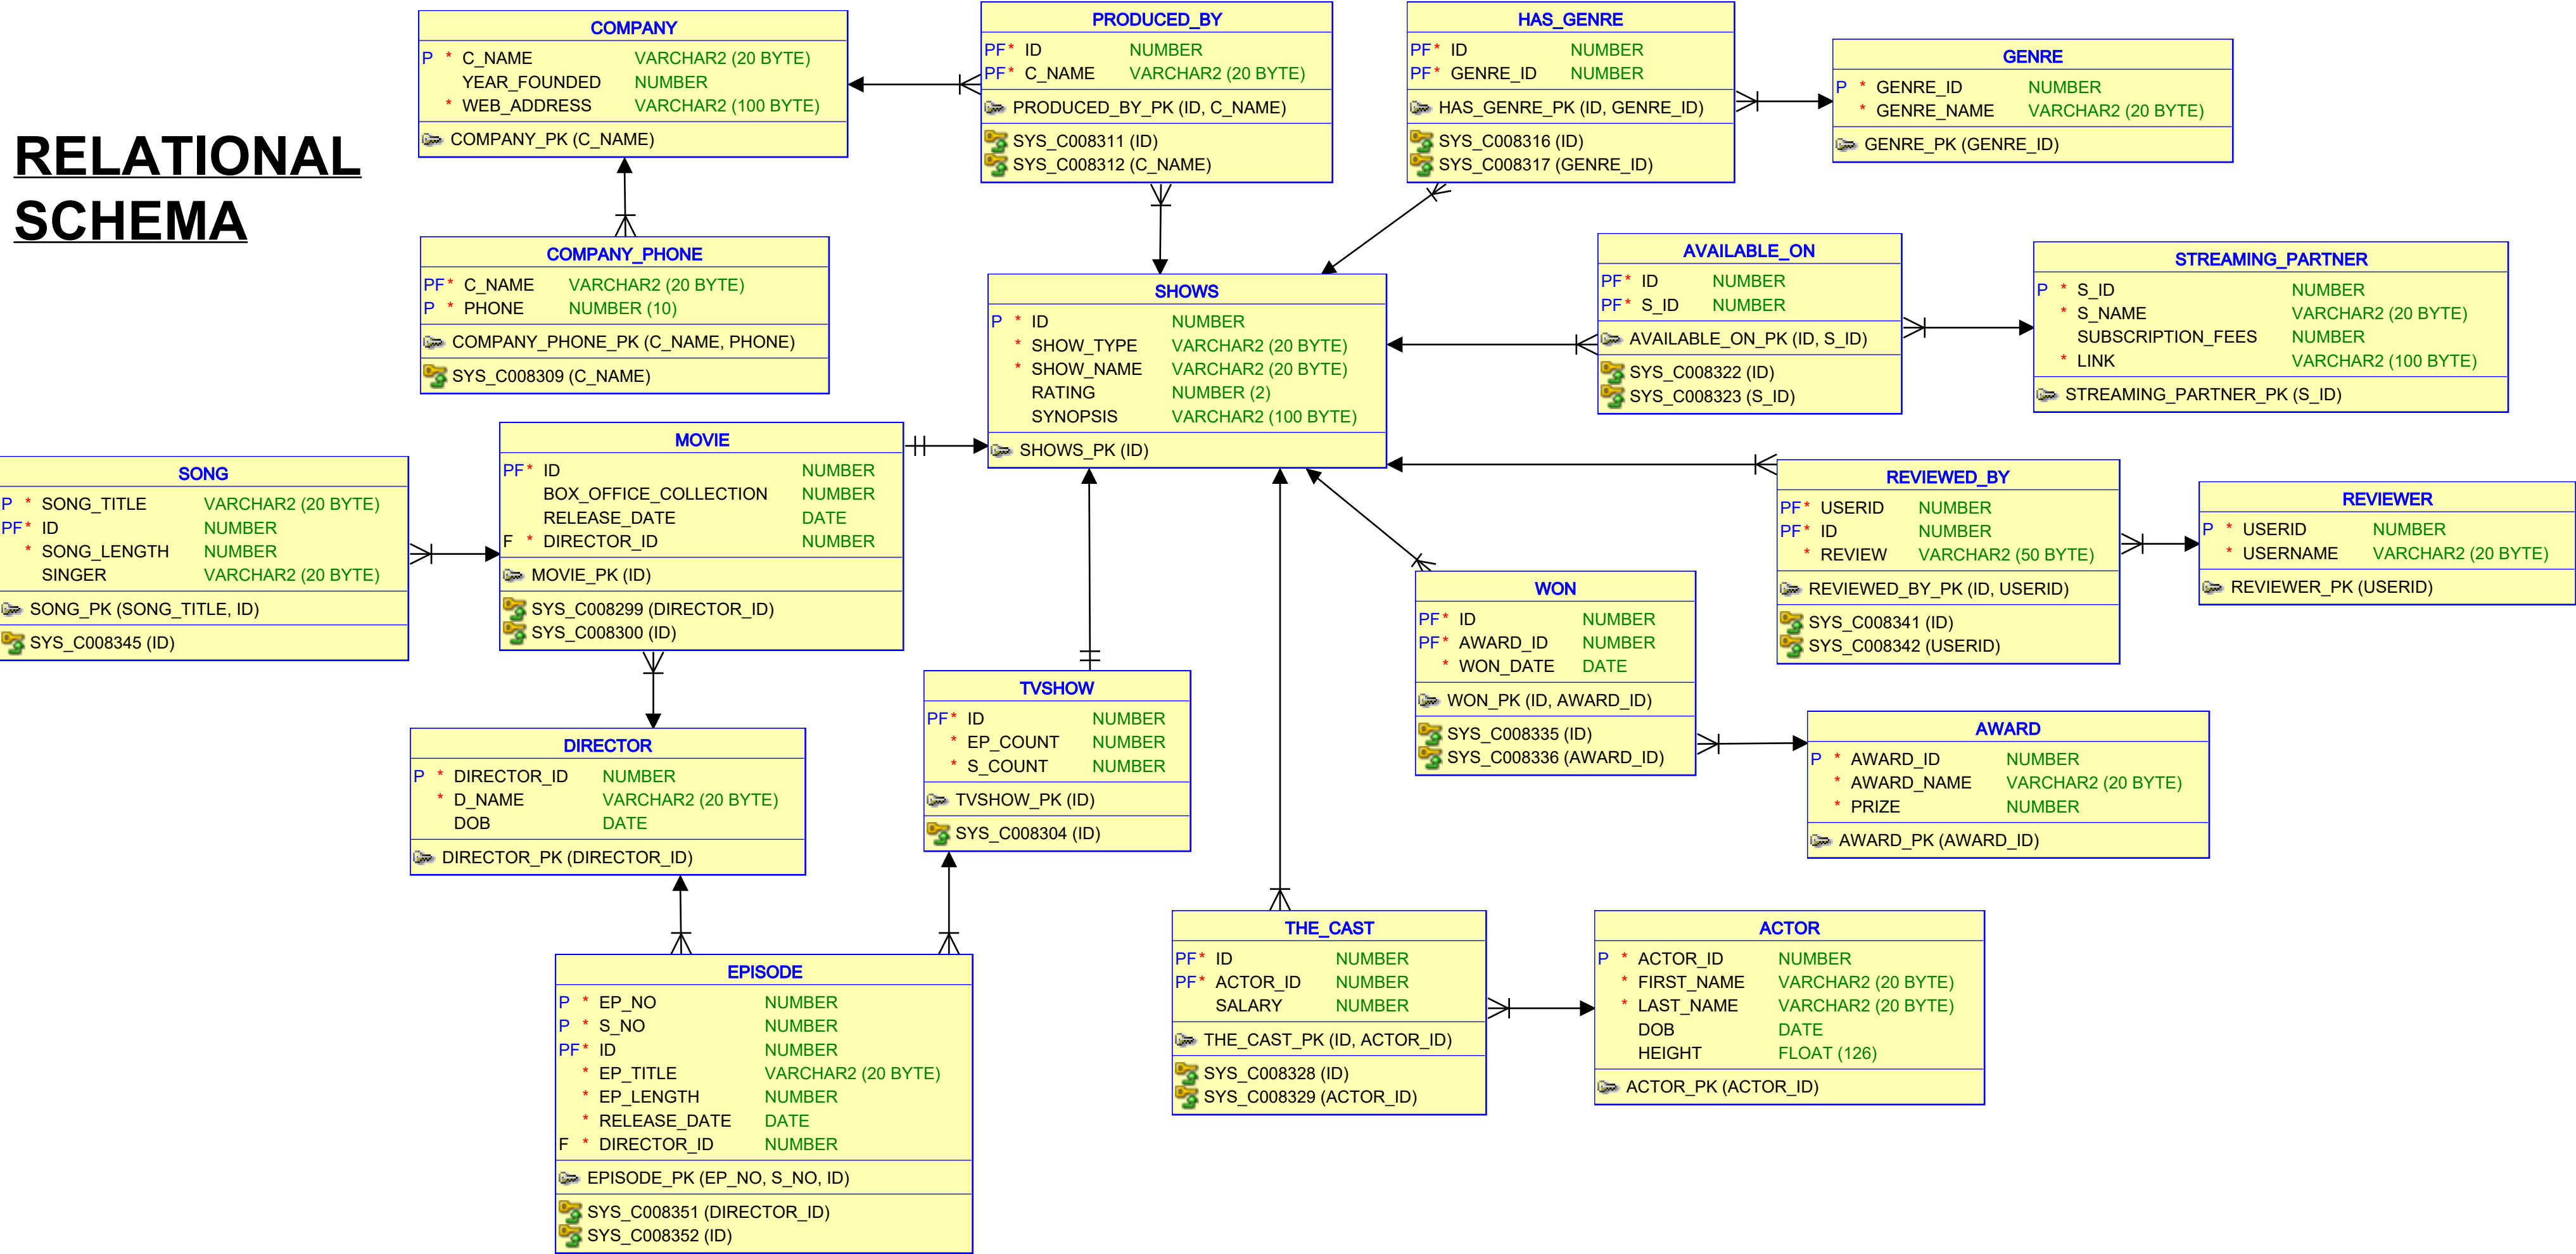 RELATIONAL
SCHEMA
COMPANY
P * C_NAME VARCHAR2 (20 BYTE)
YEAR_FOUNDED NUMBER
* WEB_ADDRESS VARCHAR2 (100 BYTE)
COMPANY_PK (C_NAME)
PRODUCED_BY
PF* ID NUMBER
PF* C_NAME VARCHAR2 (20 BYTE)
PRODUCED_BY_PK (ID, C_NAME)
SYS_C008311 (ID)
SYS_C008312 (C_NAME)
HAS_GENRE
PF* ID NUMBER
PF* GENRE_ID NUMBER
HAS_GENRE_PK (ID, GENRE_ID)
SYS_C008316 (ID)
SYS_C008317 (GENRE_ID)
GENRE
P * GENRE_ID NUMBER
* GENRE_NAME VARCHAR2 (20 BYTE)
GENRE_PK (GENRE_ID)
COMPANY_PHONE
PF* C_NAME VARCHAR2 (20 BYTE)
P * PHONE NUMBER (10)
COMPANY_PHONE_PK (C_NAME, PHONE)
SYS_C008309 (C_NAME)
SHOWS
P * ID NUMBER
* SHOW_TYPE VARCHAR2 (20 BYTE)
* SHOW_NAME VARCHAR2 (20 BYTE)
RATING NUMBER (2)
SYNOPSIS VARCHAR2 (100 BYTE)
SHOWS_PK (ID)
AVAILABLE_ON
PF* ID NUMBER
PF* S_ID NUMBER
AVAILABLE_ON_PK (ID, S_ID)
SYS_C008322 (ID)
SYS_C008323 (S_ID)
STREAMING_PARTNER
P * S_ID NUMBER
* S_NAME VARCHAR2 (20 BYTE)
SUBSCRIPTION_FEES NUMBER
* LINK VARCHAR2 (100 BYTE)
STREAMING_PARTNER_PK (S_ID)
SONG
P * SONG_TITLE VARCHAR2 (20 BYTE)
PF* ID NUMBER
* SONG_LENGTH NUMBER
SINGER VARCHAR2 (20 BYTE)
SONG_PK (SONG_TITLE, ID)
SYS_C008345 (ID)
MOVIE
PF* ID NUMBER
BOX_OFFICE_COLLECTION NUMBER
RELEASE_DATE DATE
F * DIRECTOR_ID NUMBER
MOVIE_PK (ID)
SYS_C008299 (DIRECTOR_ID)
SYS_C008300 (ID)
REVIEWED_BY
PF* USERID NUMBER
PF* ID NUMBER
* REVIEW VARCHAR2 (50 BYTE)
REVIEWED_BY_PK (ID, USERID)
SYS_C008341 (ID)
SYS_C008342 (USERID)
REVIEWER
P * USERID NUMBER
* USERNAME VARCHAR2 (20 BYTE)
REVIEWER_PK (USERID)
WON
PF* ID NUMBER
PF* AWARD_ID NUMBER
* WON_DATE DATE
WON_PK (ID, AWARD_ID)
SYS_C008335 (ID)
SYS_C008336 (AWARD_ID)
DIRECTOR
P * DIRECTOR_ID NUMBER
* D_NAME VARCHAR2 (20 BYTE)
DOB DATE
DIRECTOR_PK (DIRECTOR_ID)
TVSHOW
PF* ID NUMBER
* EP_COUNT NUMBER
* S_COUNT NUMBER
TVSHOW_PK (ID)
SYS_C008304 (ID)
AWARD
P * AWARD_ID NUMBER
* AWARD_NAME VARCHAR2 (20 BYTE)
* PRIZE NUMBER
AWARD_PK (AWARD_ID)
EPISODE
P * EP_NO NUMBER
P * S_NO NUMBER
PF* ID NUMBER
* EP_TITLE VARCHAR2 (20 BYTE)
* EP_LENGTH NUMBER
* RELEASE_DATE DATE
F * DIRECTOR_ID NUMBER
EPISODE_PK (EP_NO, S_NO, ID)
SYS_C008351 (DIRECTOR_ID)
SYS_C008352 (ID)
THE_CAST
PF* ID NUMBER
PF* ACTOR_ID NUMBER
SALARY NUMBER
THE_CAST_PK (ID, ACTOR_ID)
SYS_C008328 (ID)
SYS_C008329 (ACTOR_ID)
ACTOR
P * ACTOR_ID NUMBER
* FIRST_NAME VARCHAR2 (20 BYTE)
* LAST_NAME VARCHAR2 (20 BYTE)
DOB DATE
HEIGHT FLOAT (126)
ACTOR_PK (ACTOR_ID)